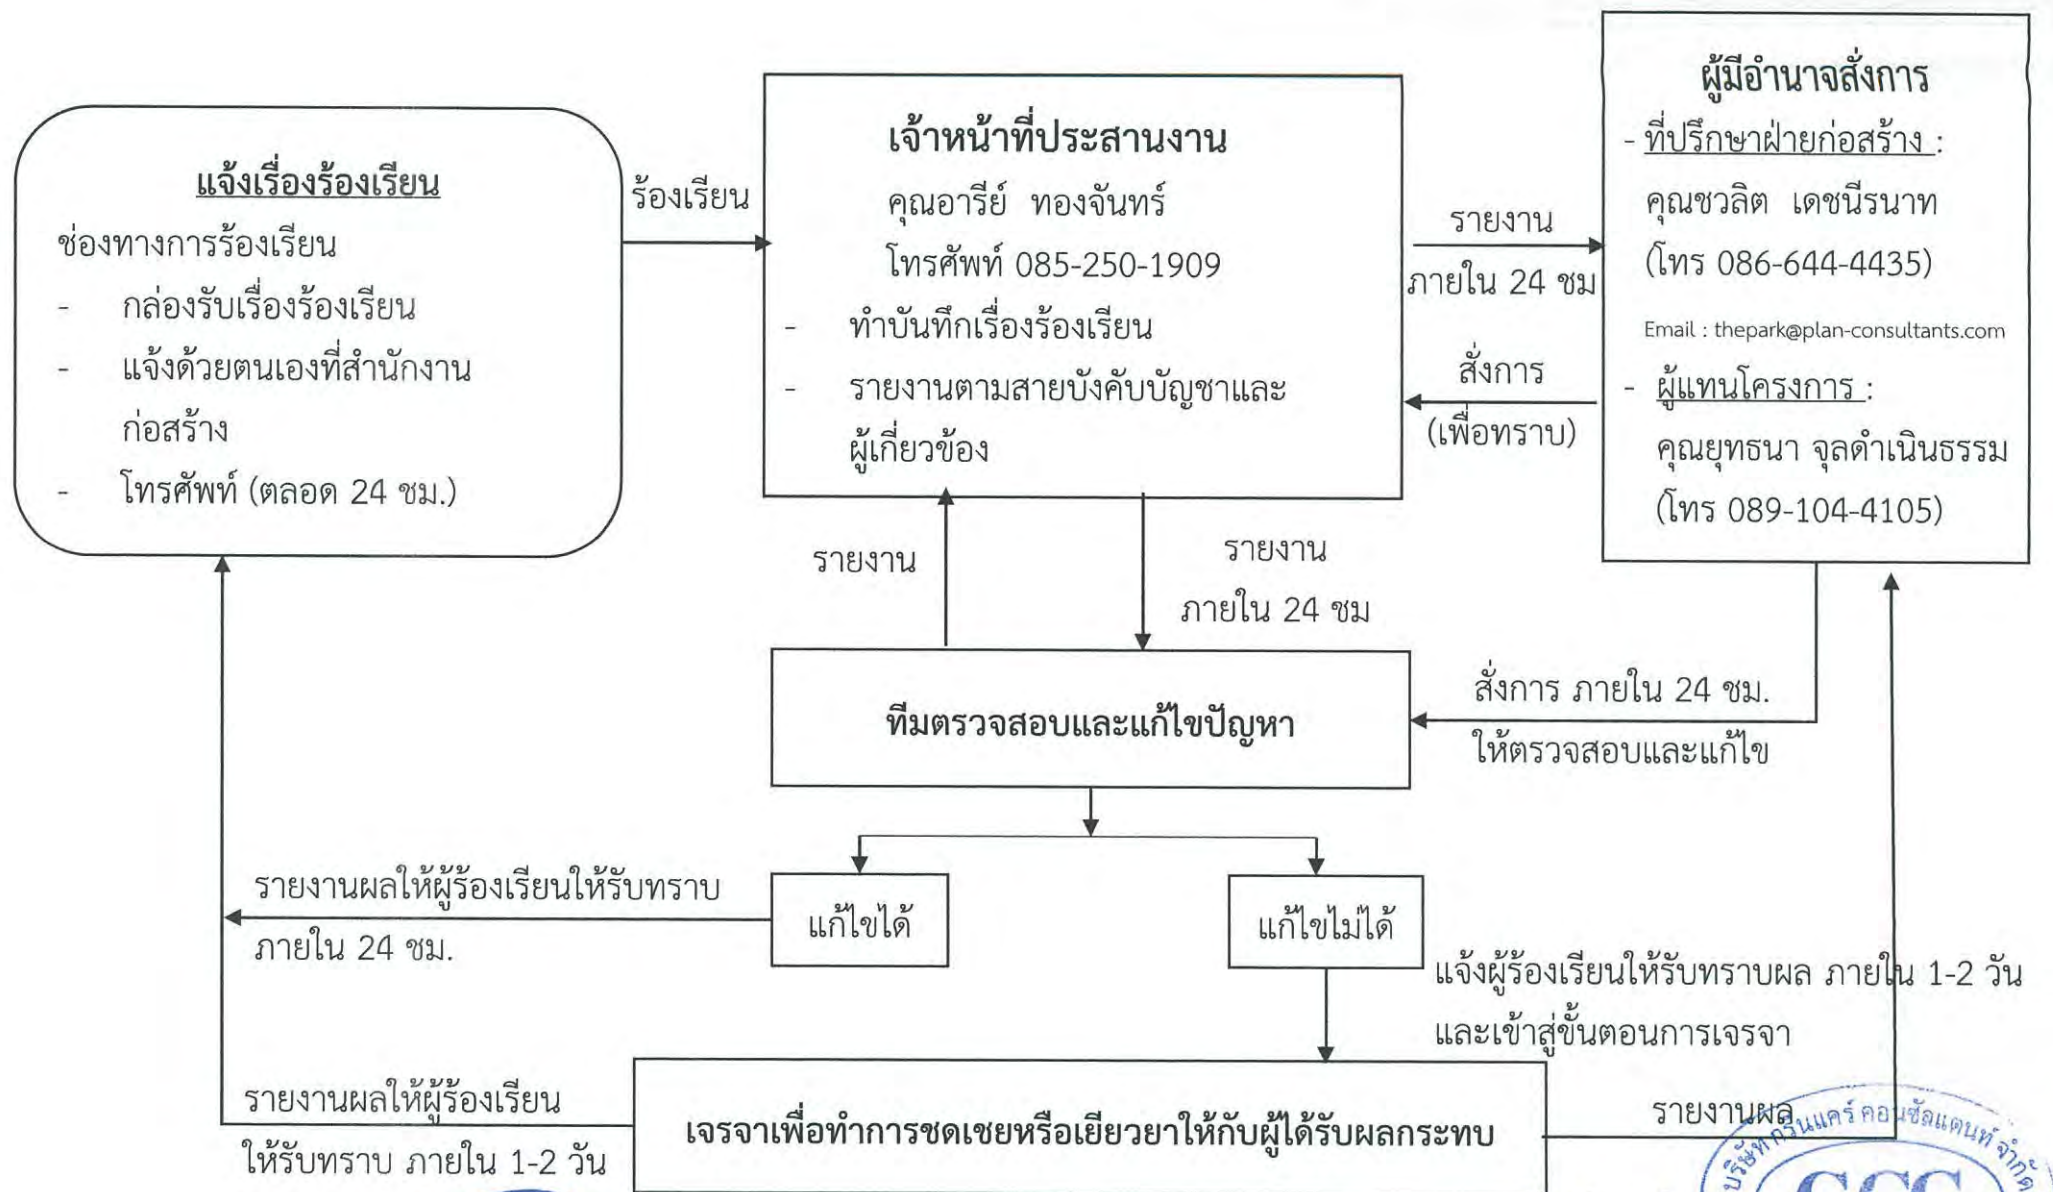 แจ้งเรื่องร้องเรียน
ช่องทางการร้องเรียน
- กล่องรับเรื่องร้องเรียน
- แจ้งด้วยตนเองที่สำนักงาน
ก่อสร้าง
- โทรศัพท์ (ตลอด 24 ชม.)
ร้องเรียน
เจ้าหน้าที่ประสานงาน
คุณอารีย์ ทองจันทร์
โทรศัพท์ 085-250-1909
- ทำบันทึกเรื่องร้องเรียน
- รายงานตามสายบังคับบัญชาและ
ผู้เกี่ยวข้อง
รายงาน
ภายใน 24 ชม
สั่งการ
(เพื่อทราบ)
ผู้มีอำนาจสั่งการ
- ที่ปรึกษาฝ่ายก่อสร้าง :
คุณชวลิต เดชนีรนาท
(โทร 086-644-4435)
Email : thepark@plan-consultants.com
- ผู้แทนโครงการ :
คุณยุทธนา จุลดำเนินธรรม
(โทร 089-104-4105)
รายงาน
รายงาน
ภายใน 24 ชม
ทีมตรวจสอบและแก้ไขปัญหา
สั่งการ ภายใน 24 ชม.
ให้ตรวจสอบและแก้ไข
แก้ไขได้
แก้ไขไม่ได้
รายงานผลให้ผู้ร้องเรียนให้รับทราบ
ภายใน 24 ชม.
แจ้งผู้ร้องเรียนให้รับทราบผล ภายใน 1-2 วัน
และเข้าสู่ขั้นตอนการเจรจา
รายงานผลให้ผู้ร้องเรียน
ให้รับทราบ ภายใน 1-2 วัน
เจรจาเพื่อทำการชดเชยหรือเยียวยาให้กับผู้ได้รับผลกระทบ
รายงานผล
บริษัท กรีนแคร์ คอนซัลแตนท์ จำกัด
GCC